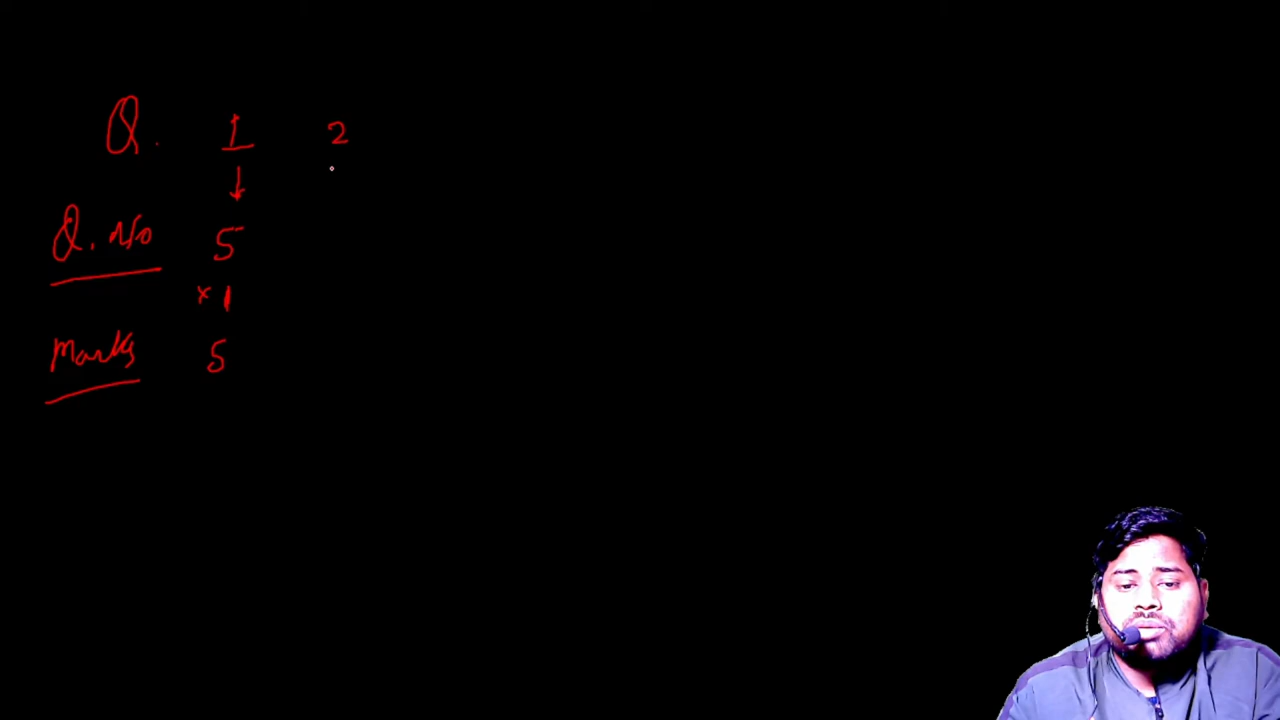 Q. 1 2
↓
Q. No 5
× 1
Marks 5